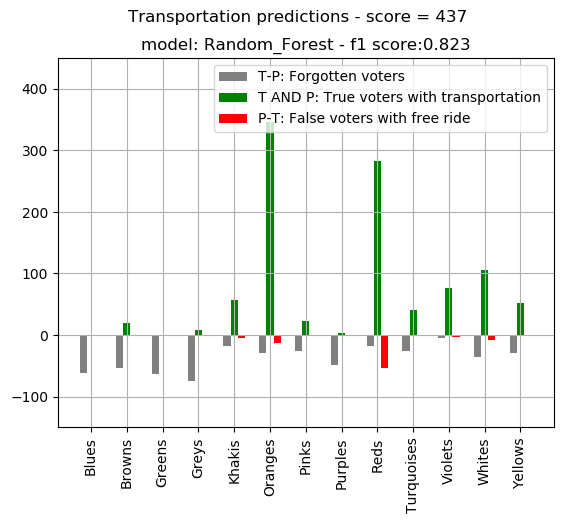 Transportation predictions - score = 437
model: Random_Forest - f1 score:0.823
T-P: Forgotten voters
T AND P: True voters with transportation
P-T: False voters with free ride
400
300
200
100
0
−100
Blues
Browns
Greens
Greys
Khakis
Oranges
Pinks
Purples
Reds
Turquoises
Violets
Whites
Yellows